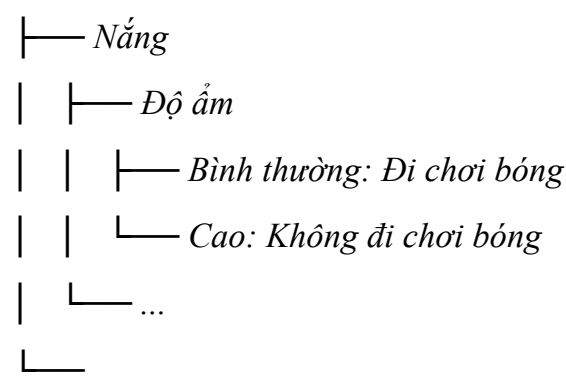 ├── Nắng
│ ├── Độ ẩm
│ │ ├── Bình thường: Đi chơi bóng
│ │ └── Cao: Không đi chơi bóng
│ └── ...
└──